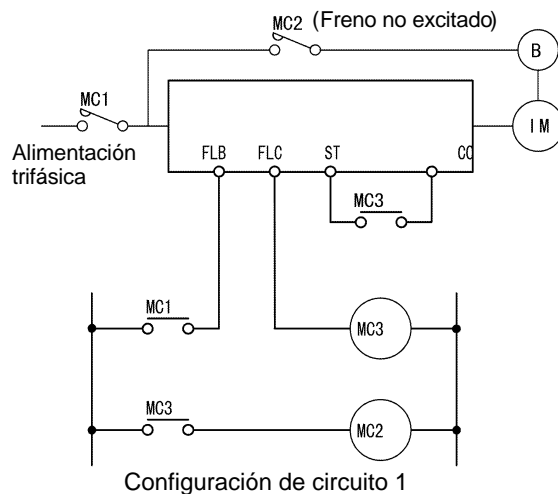 MC2 (Freno no excitado)
B
MC1
IM
Alimentación
trifásica
FLB FLC ST CC
MC3
MC1
MC3
MC3
MC2
Configuración de circuito 1